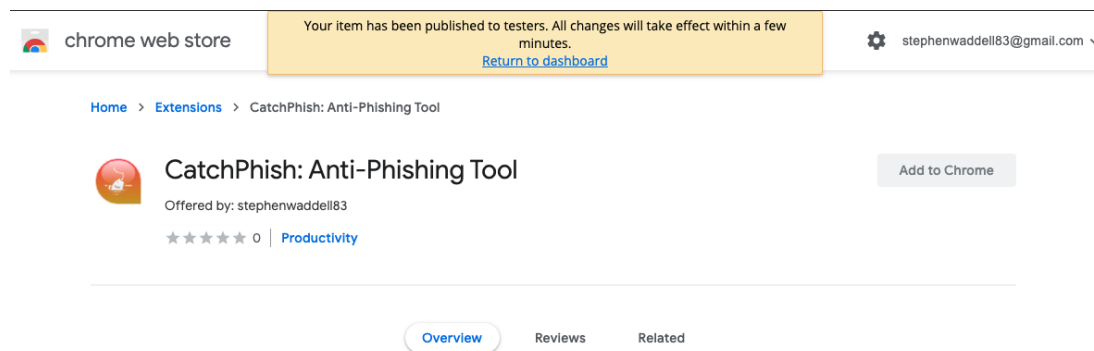 Your item has been published to testers. All changes will take effect within a few
minutes.
Return to dashboard
chrome web store
stephenwaddell83@gmail.com
Home > Extensions > CatchPhish: Anti-Phishing Tool
CatchPhish: Anti-Phishing Tool
Add to Chrome
Offered by: stephenwaddell83
0 | Productivity
Overview Reviews Related